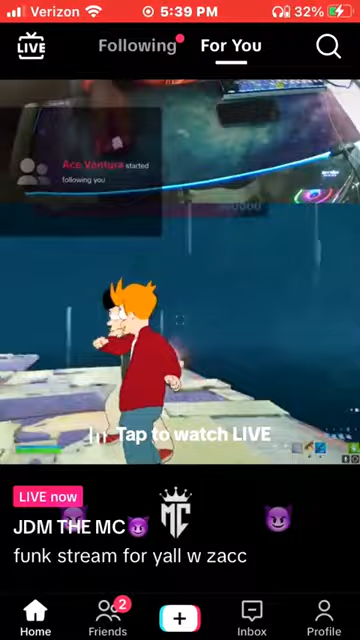 Verizon 5:39 PM 32%
LIVE Following For You
Ace Ventura started
following you
Tap to watch LIVE
LIVE now
JDM THE MC😈
MC
funk stream for yall w zacc
2
Home Friends Inbox Profile